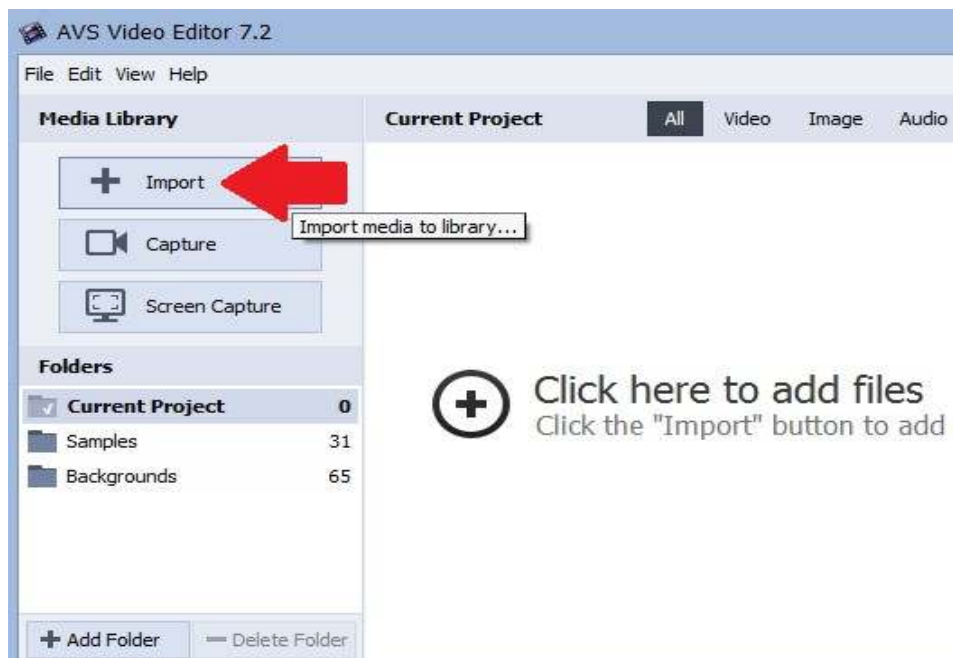 AVS Video Editor 7.2
File Edit View Help
Media Library
Current Project
All Video Image Audio
Import
Import media to library...
Capture
Screen Capture
Folders
Current Project 0
Samples 31
Backgrounds 65
Click here to add files
Click the "Import" button to add
Add Folder
Delete Folder